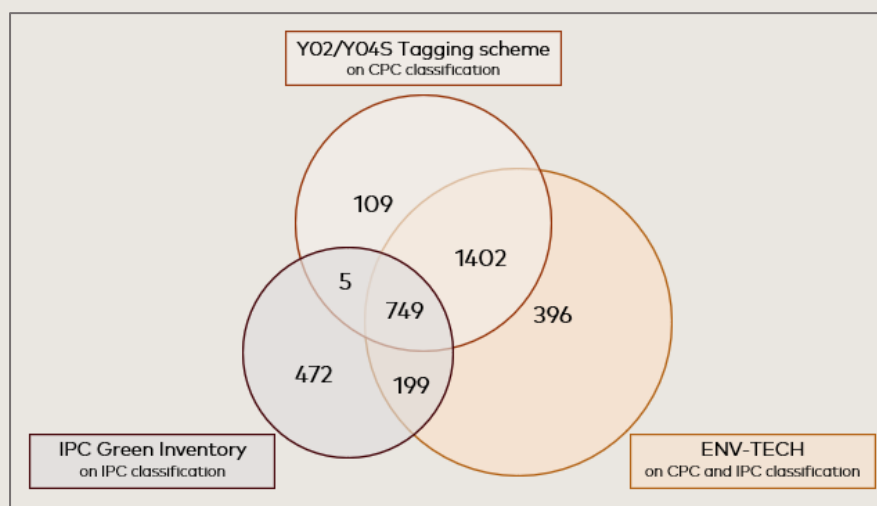 Y02/Y04S Tagging scheme
on CPC classification
109
1402
5
749
396
472
199
IPC Green Inventory
on IPC classification
ENV-TECH
on CPC and IPC classification